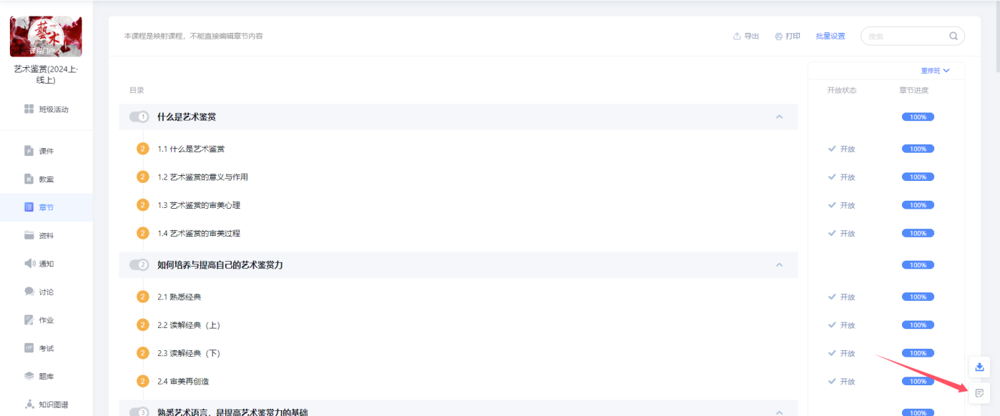 藝术
课程门户
艺术鉴赏(2024上·
线上)
班级活动
课件
教案
章节
资料
通知
讨论
作业
考试
题库
知识图谱
本课程是映射课程，不能直接编辑章节内容
导出
打印
批量设置
搜索
重修班
目录
开放状态
章节进度
1 什么是艺术鉴赏 100%
2 1.1 什么是艺术鉴赏 开放 100%
2 1.2 艺术鉴赏的意义与作用 开放 100%
2 1.3 艺术鉴赏的审美心理 开放 100%
2 1.4 艺术鉴赏的审美过程 开放 100%
2 如何培养与提高自己的艺术鉴赏力 100%
2 2.1 熟悉经典 开放 100%
2 2.2 读解经典（上） 开放 100%
2 2.3 读解经典（下） 开放 100%
2 2.4 审美再创造 开放 100%
3 熟悉艺术语言，是提高艺术鉴赏力的基础 100%